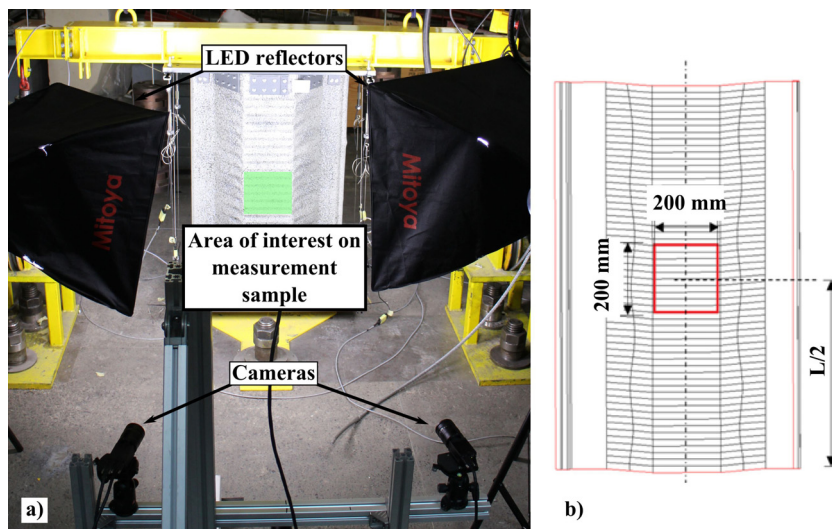 LED reflectors
Mitoya
Mitoya
Area of interest on
measurement
sample
Cameras
a)
200 mm
200 mm
L/2
b)